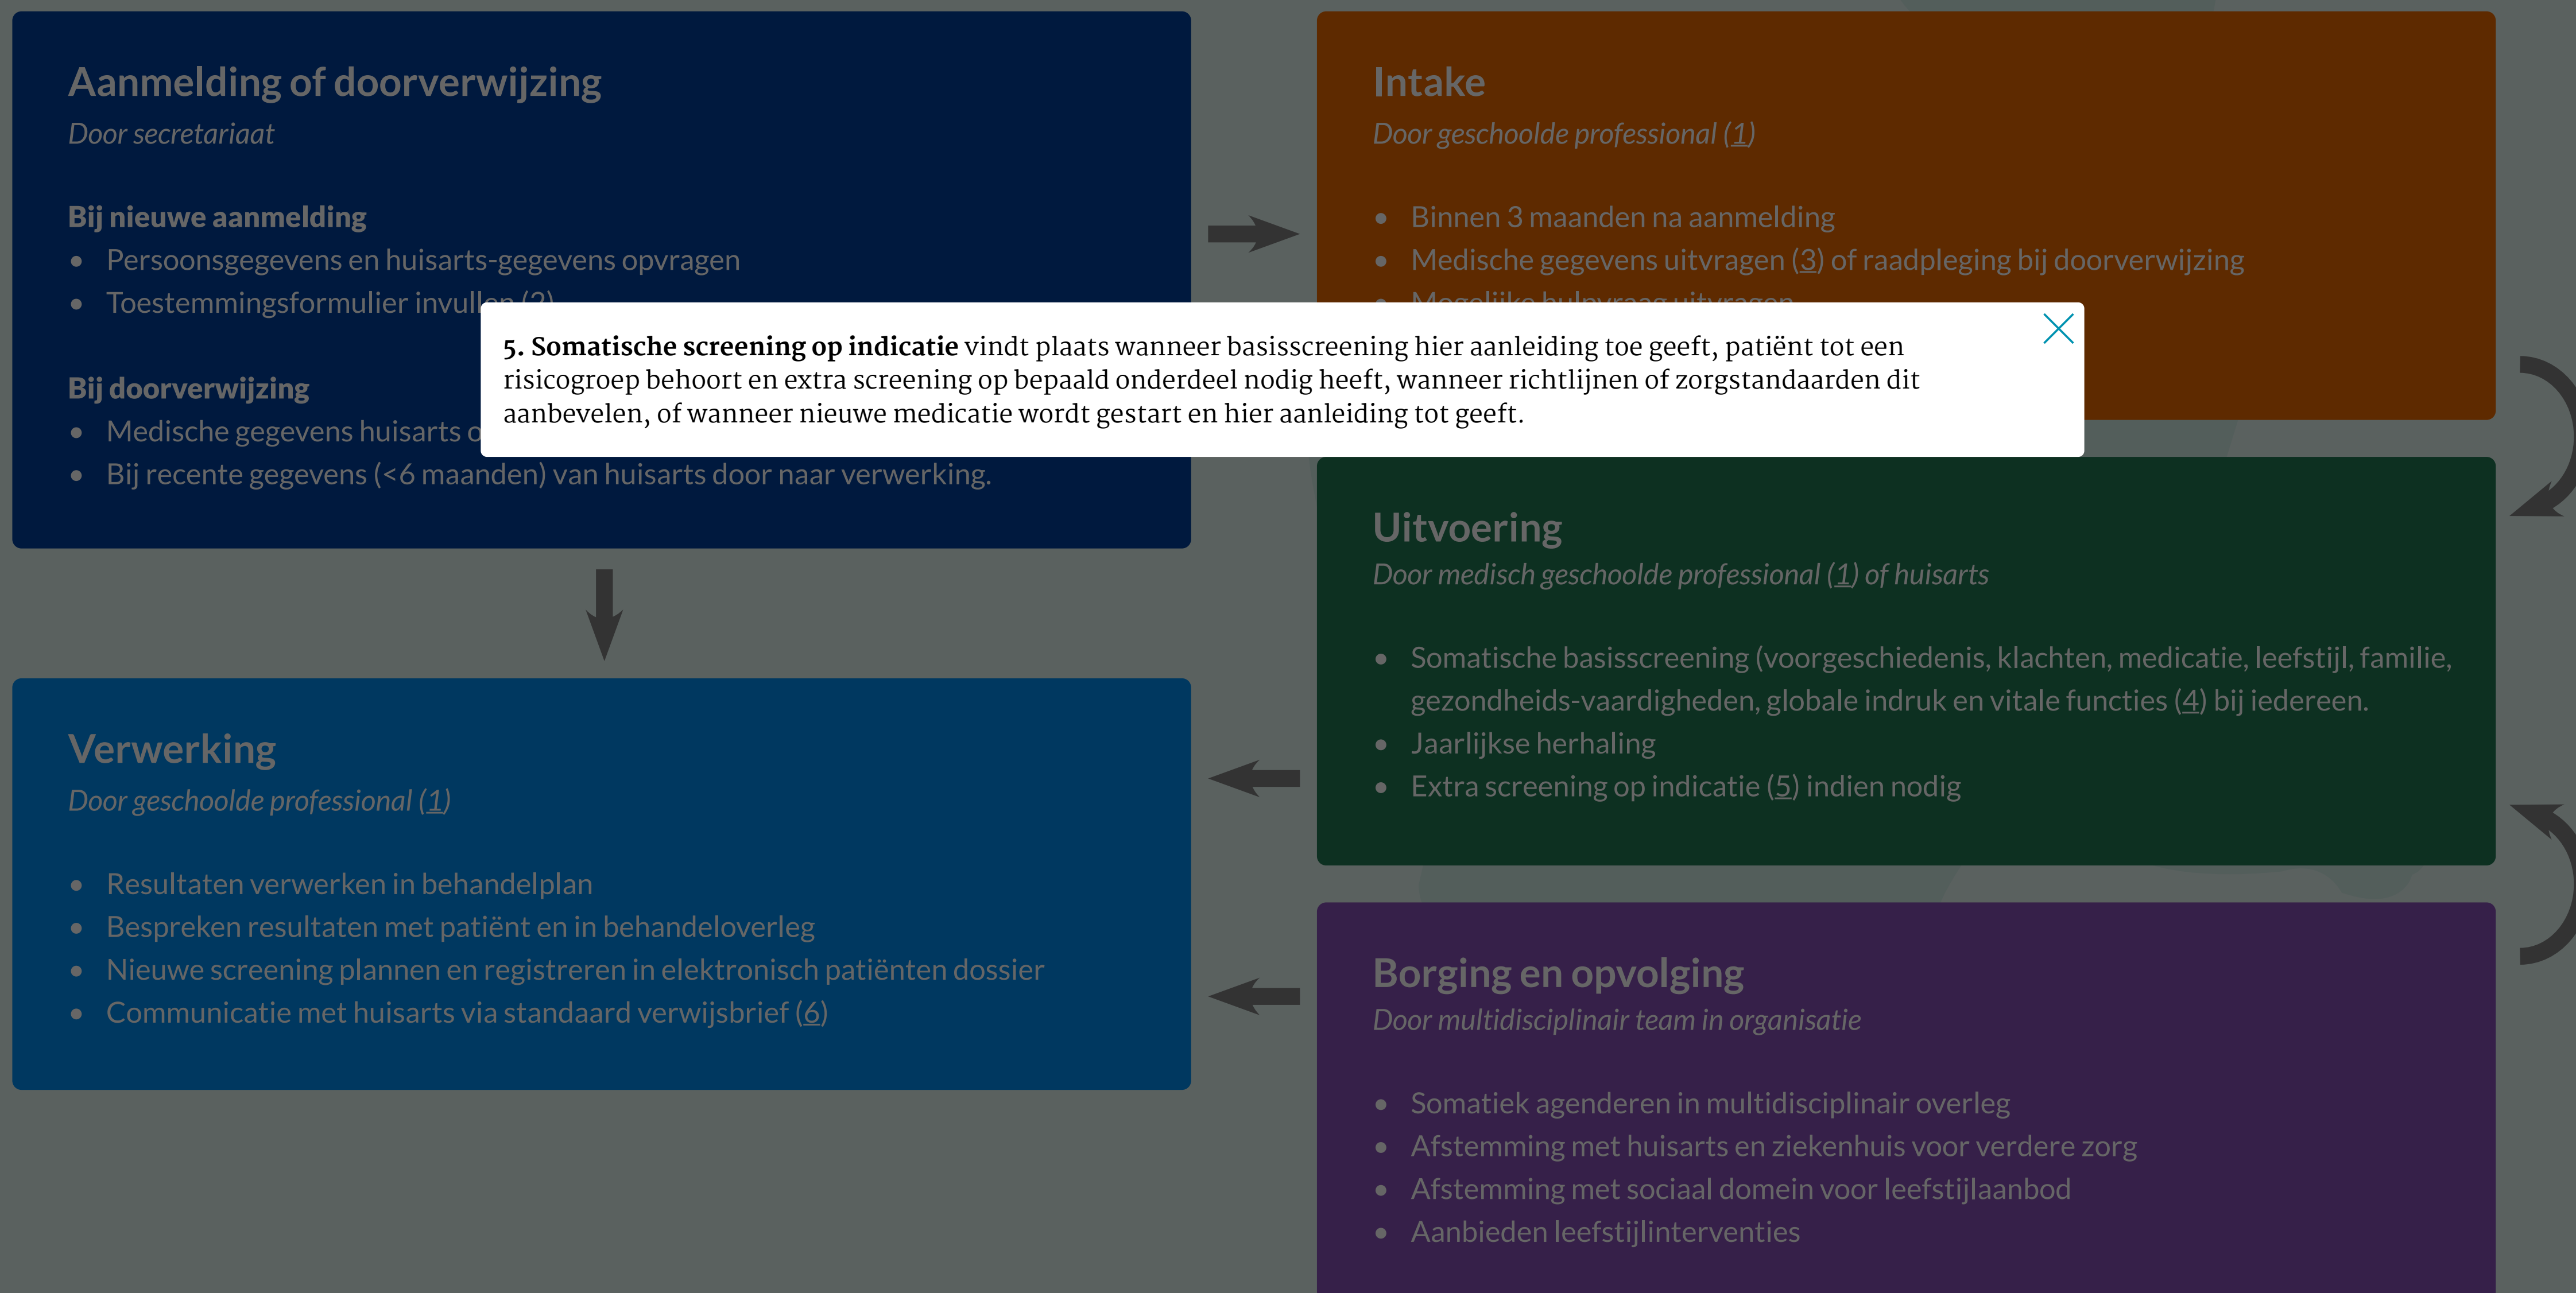 Aanmelding of doorverwijzing
Door secretariaat
Bij nieuwe aanmelding
• Persoonsgegevens en huisarts-gegevens opvragen
• Toestemmingsformulier invullen (2)
Bij doorverwijzing
• Medische gegevens huisarts
• Bij recente gegevens (<6 maanden) van huisarts door naar verwerking.
Intake
Door geschoolde professional (1)
• Binnen 3 maanden na aanmelding
• Medische gegevens uitvragen (3) of raadpleging bij doorverwijzing
• Mogelijke hulpvraag uitvragen
5. Somatische screening op indicatie vindt plaats wanneer basisscreening hier aanleiding toe geeft, patiënt tot een
risicogroep behoort en extra screening op bepaald onderdeel nodig heeft, wanneer richtlijnen of zorgstandaarden dit
aanbevelen, of wanneer nieuwe medicatie wordt gestart en hier aanleiding tot geeft.
Uitvoering
Door medisch geschoolde professional (1) of huisarts
• Somatische basisscreening (voorgeschiedenis, klachten, medicatie, leefstijl, familie,
gezondheids-vaardigheden, globale indruk en vitale functies (4) bij iedereen.
• Jaarlijkse herhaling
• Extra screening op indicatie (5) indien nodig
Verwerking
Door geschoolde professional (1)
• Resultaten verwerken in behandelplan
• Bespreken resultaten met patiënt en in behandeloverleg
• Nieuwe screening plannen en registreren in elektronisch patiënten dossier
• Communicatie met huisarts via standaard verwijsbrief (6)
Borging en opvolging
Door multidisciplinair team in organisatie
• Somatiek agenderen in multidisciplinair overleg
• Afstemming met huisarts en ziekenhuis voor verdere zorg
• Afstemming met sociaal domein voor leefstijlaanbod
• Aanbieden leefstijlinterventies